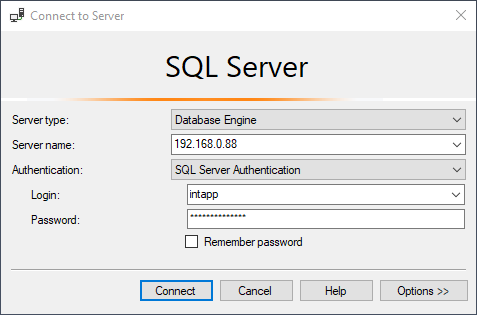 Connect to Server
SQL Server
Server type: Database Engine
Server name: 192.168.0.88
Authentication: SQL Server Authentication
Login: intapp
Password: **************
Remember password
Connect Cancel Help Options >>